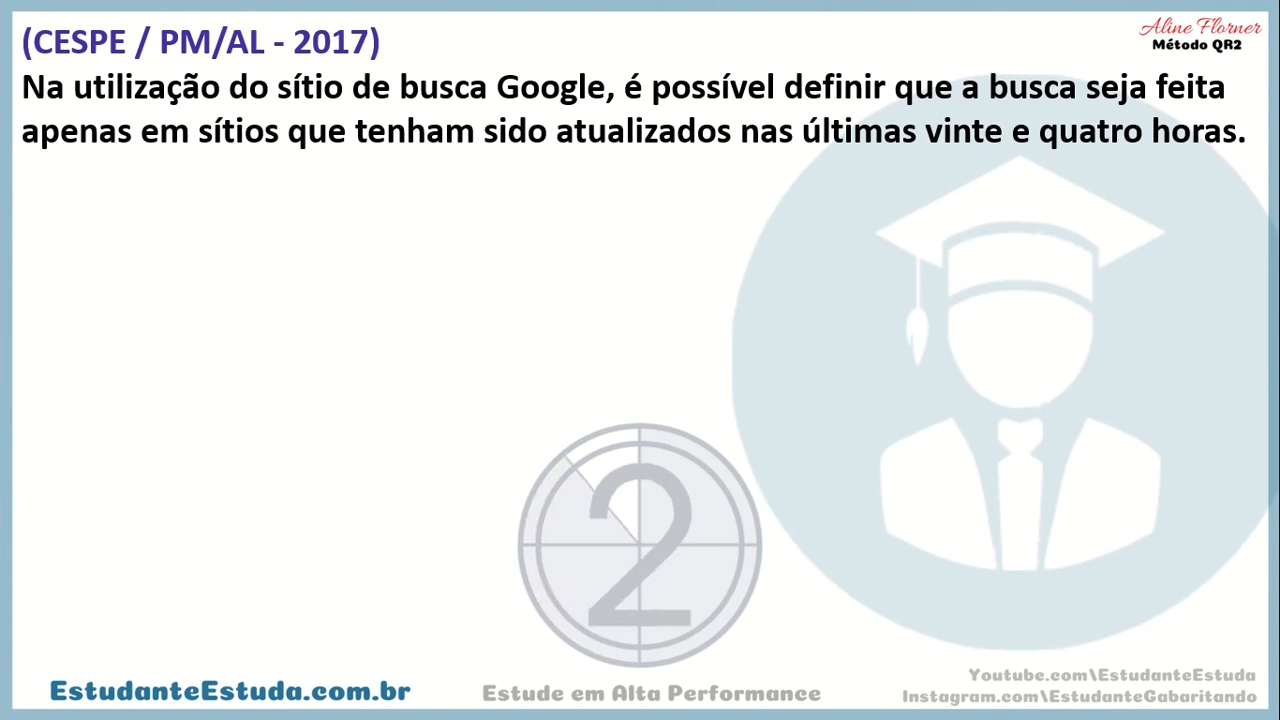 (CESPE / PM/AL - 2017)
Aline Florner
Método QR2
Na utilização do sítio de busca Google, é possível definir que a busca seja feita
apenas em sítios que tenham sido atualizados nas últimas vinte e quatro horas.
2
EstudanteEstuda.com.br
Estude em Alta Performance
Youtube.com\EstudanteEstuda
Instagram.com\EstudanteGabaritando